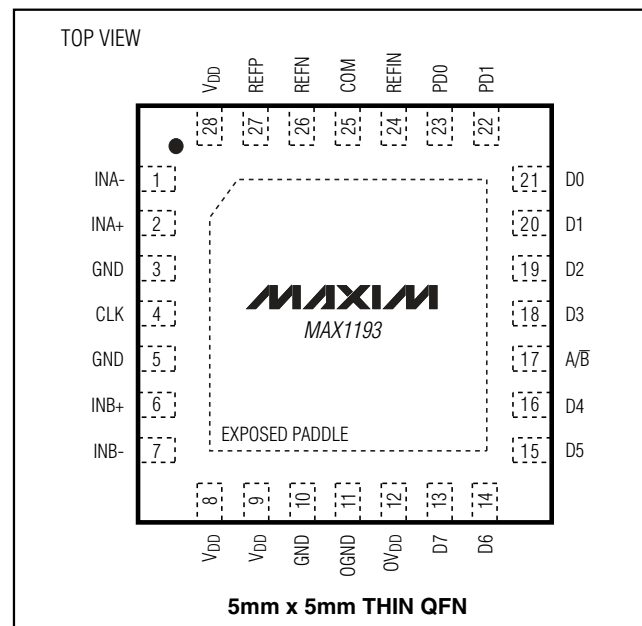 TOP VIEW
VDD REFP REFN COM REFIN PD0 PD1
28 27 26 25 24 23 22
INA- 1 21 D0
INA+ 2 20 D1
GND 3 19 D2
CLK 4 18 D3
GND 5 17 A/B̅
INB+ 6 16 D4
INB- 7 15 D5
MAXIM
MAX1193
EXPOSED PADDLE
8 9 10 11 12 13 14
VDD VDD GND OGND OVDD D7 D6
5mm x 5mm THIN QFN